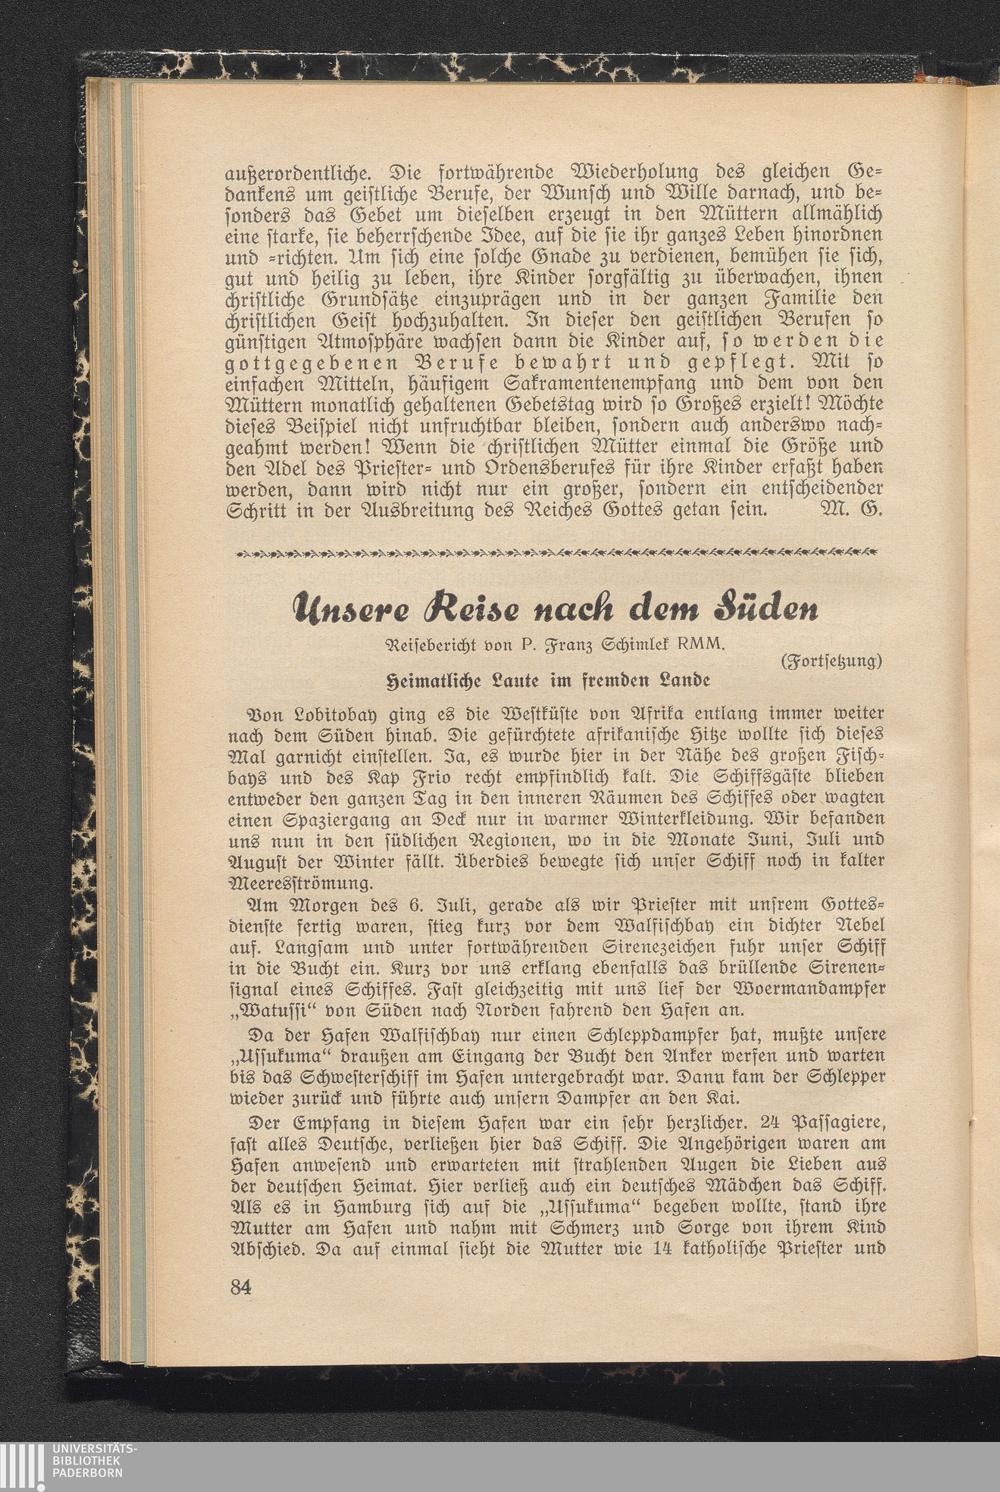 außerordentliche. Die fortwährende Wiederholung des gleichen Ge-
dankens um geistliche Berufe, der Wunsch und Wille darnach, und be-
sonders das Gebet um dieselben erzeugt in den Müttern allmählich
eine starke, sie beherrschende Idee, auf die sie ihr ganzes Leben hinordnen
und -richten. Um sich eine solche Gnade zu verdienen, bemühen sie sich,
gut und heilig zu leben, ihre Kinder sorgfältig zu überwachen, ihnen
christliche Grundsätze einzuprägen und in der ganzen Familie den
christlichen Geist hochzuhalten. In dieser den geistlichen Berufen so
günstigen Atmosphäre wachsen dann die Kinder auf, so werden die
gottgegebenen Berufe bewahrt und gepflegt. Mit so
einfachen Mitteln, häufigem Sakramentenempfang und dem von den
Müttern monatlich gehaltenen Gebetstag wird so Großes erzielt! Möchte
dieses Beispiel nicht unfruchtbar bleiben, sondern auch anderswo nach-
geahmt werden! Wenn die christlichen Mütter einmal die Größe und
den Adel des Priester- und Ordensberufes für ihre Kinder erfaßt haben
werden, dann wird nicht nur ein großer, sondern ein entscheidender
Schritt in der Ausbreitung des Reiches Gottes getan sein. M. G.
Unsere Reise nach dem Süden
Reisebericht von P. Franz Schimlek RMM.
(Fortsetzung)
Heimatliche Laute im fremden Lande
Von Lobitobay ging es die Westküste von Afrika entlang immer weiter
nach dem Süden hinab. Die gefürchtete afrikanische Hitze wollte sich dieses
Mal garnicht einstellen. Ja, es wurde hier in der Nähe des großen Fisch-
bays und des Kap Frio recht empfindlich kalt. Die Schiffsgäste blieben
entweder den ganzen Tag in den inneren Räumen des Schiffes oder wagten
einen Spaziergang an Deck nur in warmer Winterkleidung. Wir befanden
uns nun in den südlichen Regionen, wo in die Monate Juni, Juli und
August der Winter fällt. Überdies bewegte sich unser Schiff noch in kalter
Meeresströmung.
Am Morgen des 6. Juli, gerade als wir Priester mit unsrem Gottes-
dienste fertig waren, stieg kurz vor dem Walfischbay ein dichter Nebel
auf. Langsam und unter fortwährenden Sirenezeichen fuhr unser Schiff
in die Bucht ein. Kurz vor uns erklang ebenfalls das brüllende Sirenen-
signal eines Schiffes. Fast gleichzeitig mit uns lief der Woermandampfer
„Watussi“ von Süden nach Norden fahrend den Hafen an.
Da der Hafen Walfischbay nur einen Schleppdampfer hat, mußte unsere
„Ussukuma“ draußen am Eingang der Bucht den Anker werfen und warten
bis das Schwesterschiff im Hafen untergebracht war. Dann kam der Schlepper
wieder zurück und führte auch unsern Dampfer an den Kai.
Der Empfang in diesem Hafen war ein sehr herzlicher. 24 Passagiere,
fast alles Deutsche, verließen hier das Schiff. Die Angehörigen waren am
Hafen anwesend und erwarteten mit strahlenden Augen die Lieben aus
der deutschen Heimat. Hier verließ auch ein deutsches Mädchen das Schiff.
Als es in Hamburg sich auf die „Ussukuma“ begeben wollte, stand ihre
Mutter am Hafen und nahm mit Schmerz und Sorge von ihrem Kind
Abschied. Da auf einmal sieht die Mutter wie 14 katholische Priester und
84
UNIVERSITÄTS-
BIBLIOTHEK
PADERBORN